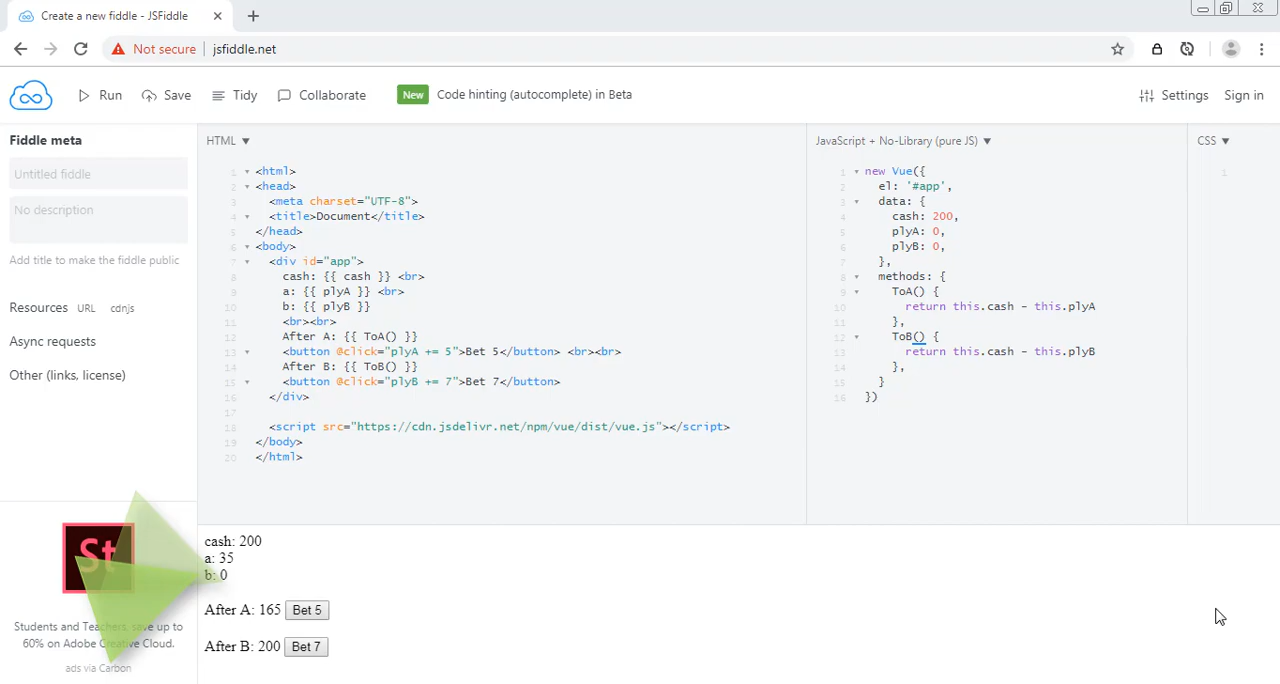 Create a new fiddle - JSFiddle
Not secure jsfiddle.net
Run Save Tidy Collaborate New Code hinting (autocomplete) in Beta Settings Sign in
Fiddle meta
Untitled fiddle
No description
Add title to make the fiddle public
Resources URL cdnjs
Async requests
Other (links, license)
St
Students and Teachers, save up to
60% on Adobe Creative Cloud.
ads via Carbon
HTML
1 <html>
2 <head>
3 <meta charset="UTF-8">
4 <title>Document</title>
5 </head>
6 <body>
7 <div id="app">
8 cash: {{ cash }} <br>
9 a: {{ plyA }} <br>
10 b: {{ plyB }}
11 <br><br>
12 After A: {{ ToA() }}
13 <button @click="plyA += 5">Bet 5</button> <br><br>
14 After B: {{ ToB() }}
15 <button @click="plyB += 7">Bet 7</button>
16 </div>
17
18 <script src="https://cdn.jsdelivr.net/npm/vue/dist/vue.js"></script>
19 </body>
20 </html>
JavaScript + No-Library (pure JS)
1 new Vue({
2 el: '#app',
3 data: {
4 cash: 200,
5 plyA: 0,
6 plyB: 0,
7 },
8 methods: {
9 ToA() {
10 return this.cash - this.plyA
11 },
12 ToB() {
13 return this.cash - this.plyB
14 },
15 }
16 })
CSS
1
cash: 200
a: 35
b: 0
After A: 165 Bet 5
After B: 200 Bet 7